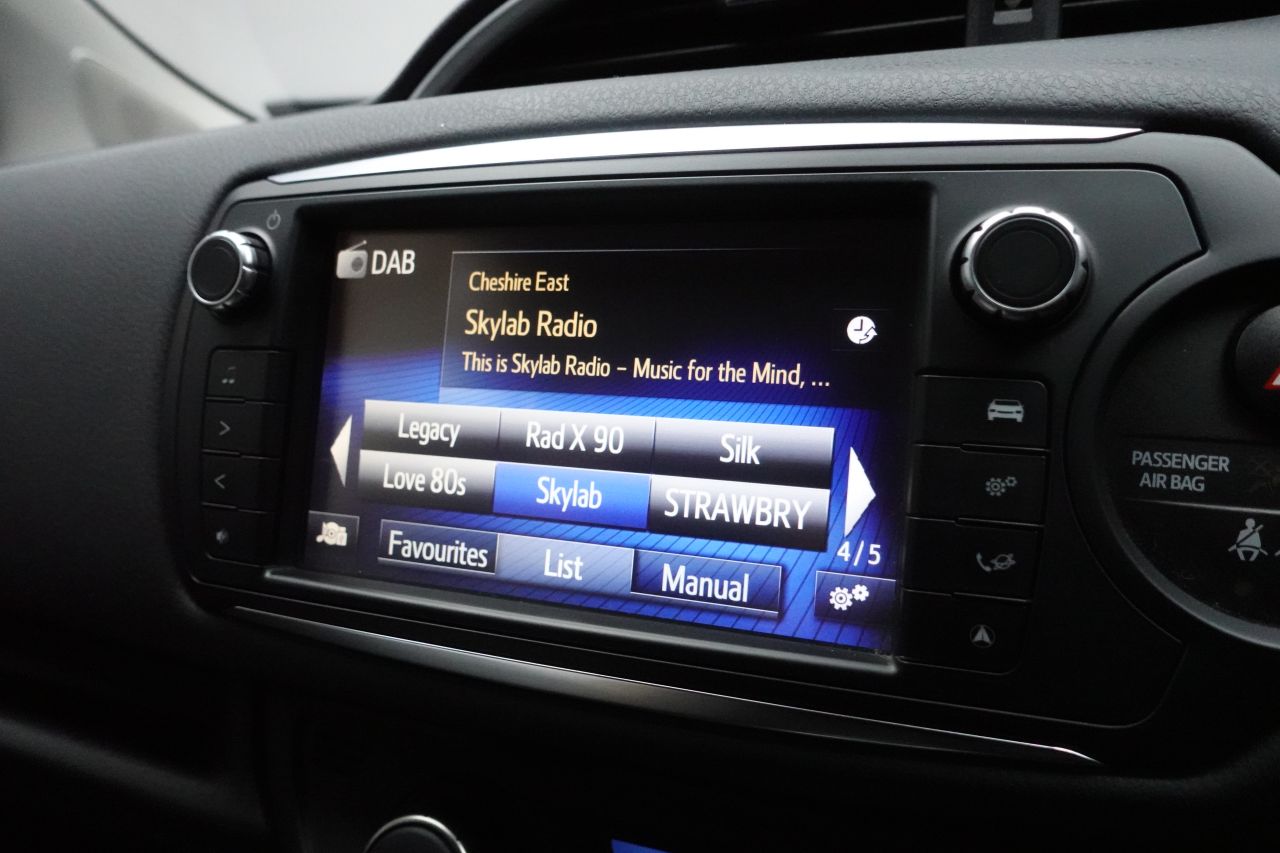 DAB
Cheshire East
Skylab Radio
This is Skylab Radio – Music for the Mind, ...
Legacy
Rad X 90
Silk
Love 80s
Skylab
STRAWBRY
4/5
Favourites
List
Manual
PASSENGER
AIR BAG